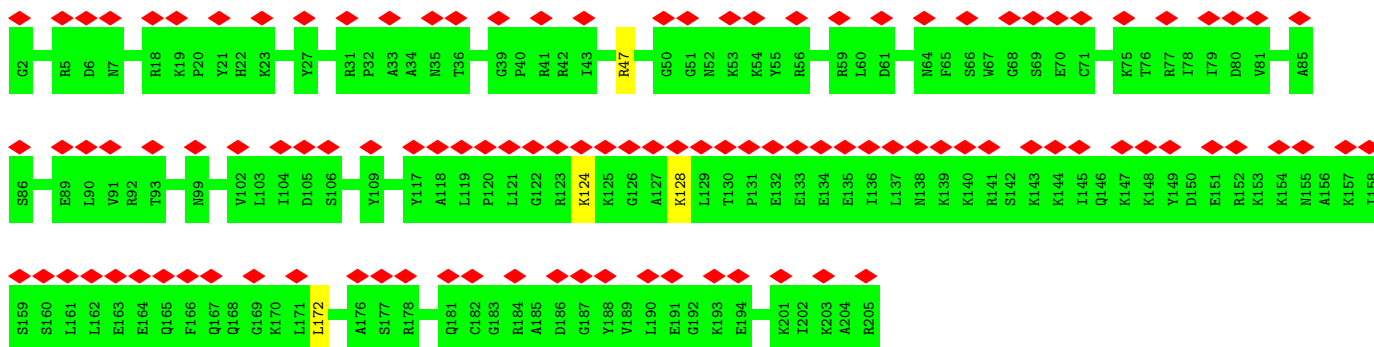 G2 R5 D6 N7 R18 K19 P20 Y21 H22 K23 Y27 R31 P32 A33 A34 N35 T36 G39 P40 R41 R42 I43 R47 G50 G51 N52 K53 K54 Y55 R56 R59 L60 D61 N64 F65 S66 W67 G68 S69 E70 C71 K75 T76 R77 I78 I79 D80 V81 A85
S86 E89 L90 V91 R92 T93 N99 V102 L103 I104 D105 S106 Y109 Y117 A118 L119 P120 L121 G122 R123 K124 K125 G126 A127 K128 L129 T130 P131 E132 E133 E134 E135 I136 L137 N138 K139 K140 R141 S142 K143 K144 I145 Q146 K147 K148 Y149 D150 E151 R152 K153 K154 N155 A156 K157 I158
S159 S160 L161 L162 E163 E164 Q165 F166 Q167 Q168 G169 K170 L171 L172 A176 S177 R178 Q181 C182 G183 R184 A185 D186 G187 Y188 V189 L190 E191 G192 K193 E194 K201 I202 K203 A204 R205